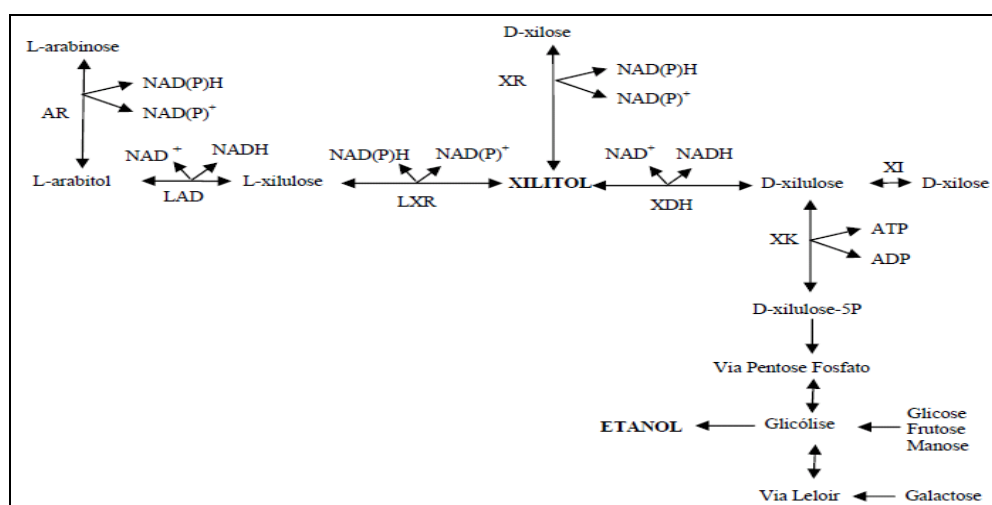 D-xilose
L-arabinose
NAD(P)H
NAD(P)H
XR
AR
NAD(P)+
NAD(P)+
NAD +
NADH
NAD(P)H
NAD(P)+
NAD+
NADH
XI
L-arabitol
L-xilulose
XILITOL
D-xilulose
D-xilose
LAD
LXR
XDH
ATP
XK
ADP
D-xilulose-5P
Via Pentose Fosfato
ETANOL
Glicólise
Glicose
Frutose
Manose
Via Leloir
Galactose